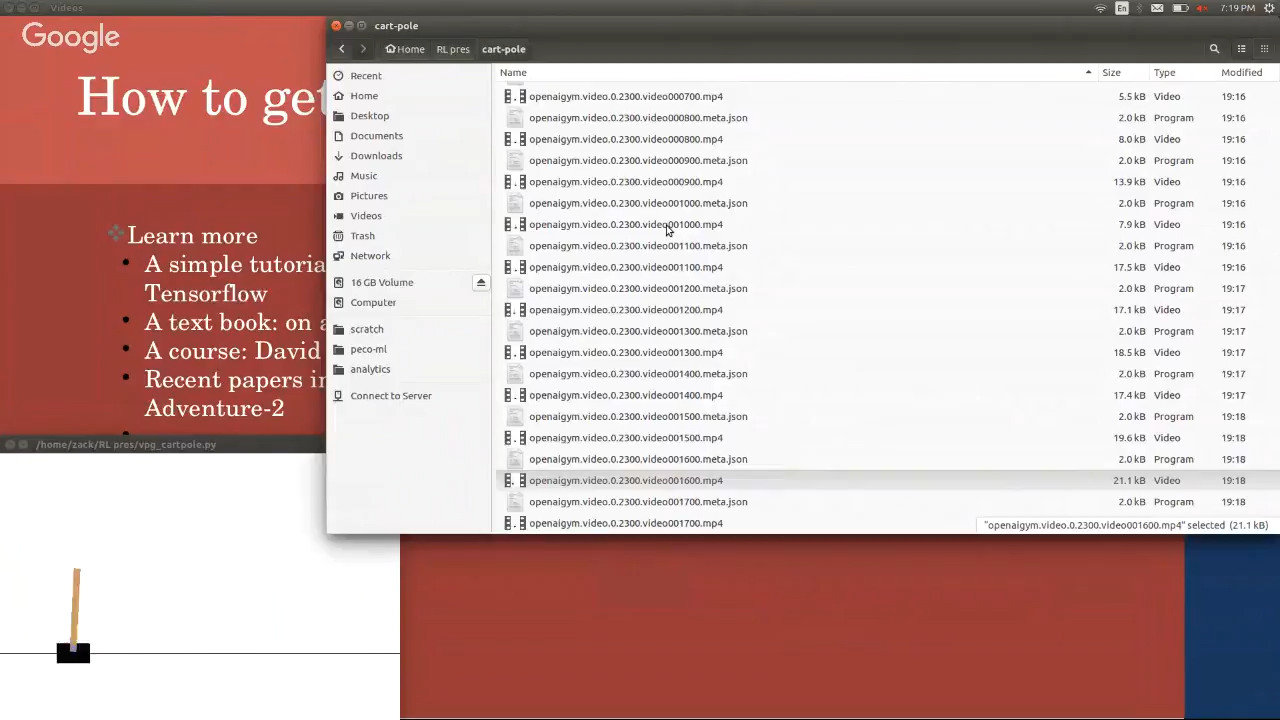 Videos
En
7:19 PM
Google
How to get
Learn more
A simple tutoria
Tensorflow
A text book: on a
A course: David
Recent papers in
Adventure-2
/home/zack/RL pres/vpg_cartpole.py
cart-pole
Home
RL pres
cart-pole
Recent
Home
Desktop
Documents
Downloads
Music
Pictures
Videos
Trash
Network
16 GB Volume
Computer
scratch
peco-ml
analytics
Connect to Server
Name Size Type Modified
openaigym.video.0.2300.video000700.mp4 5.5 kB Video 19:16
openaigym.video.0.2300.video000800.meta.json 2.0 kB Program 19:16
openaigym.video.0.2300.video000800.mp4 8.0 kB Video 19:16
openaigym.video.0.2300.video000900.meta.json 2.0 kB Program 19:16
openaigym.video.0.2300.video000900.mp4 13.9 kB Video 19:16
openaigym.video.0.2300.video001000.meta.json 2.0 kB Program 19:16
openaigym.video.0.2300.video001000.mp4 7.9 kB Video 19:16
openaigym.video.0.2300.video001100.meta.json 2.0 kB Program 19:16
openaigym.video.0.2300.video001100.mp4 17.5 kB Video 19:16
openaigym.video.0.2300.video001200.meta.json 2.0 kB Program 19:17
openaigym.video.0.2300.video001200.mp4 17.1 kB Video 19:17
openaigym.video.0.2300.video001300.meta.json 2.0 kB Program 19:17
openaigym.video.0.2300.video001300.mp4 18.5 kB Video 19:17
openaigym.video.0.2300.video001400.meta.json 2.0 kB Program 19:17
openaigym.video.0.2300.video001400.mp4 17.4 kB Video 19:17
openaigym.video.0.2300.video001500.meta.json 2.0 kB Program 19:18
openaigym.video.0.2300.video001500.mp4 19.6 kB Video 19:18
openaigym.video.0.2300.video001600.meta.json 2.0 kB Program 19:18
openaigym.video.0.2300.video001600.mp4 21.1 kB Video 19:18
openaigym.video.0.2300.video001700.meta.json 2.0 kB Program 19:18
openaigym.video.0.2300.video001700.mp4
"openaigym.video.0.2300.video001600.mp4" selected (21.1 kB)